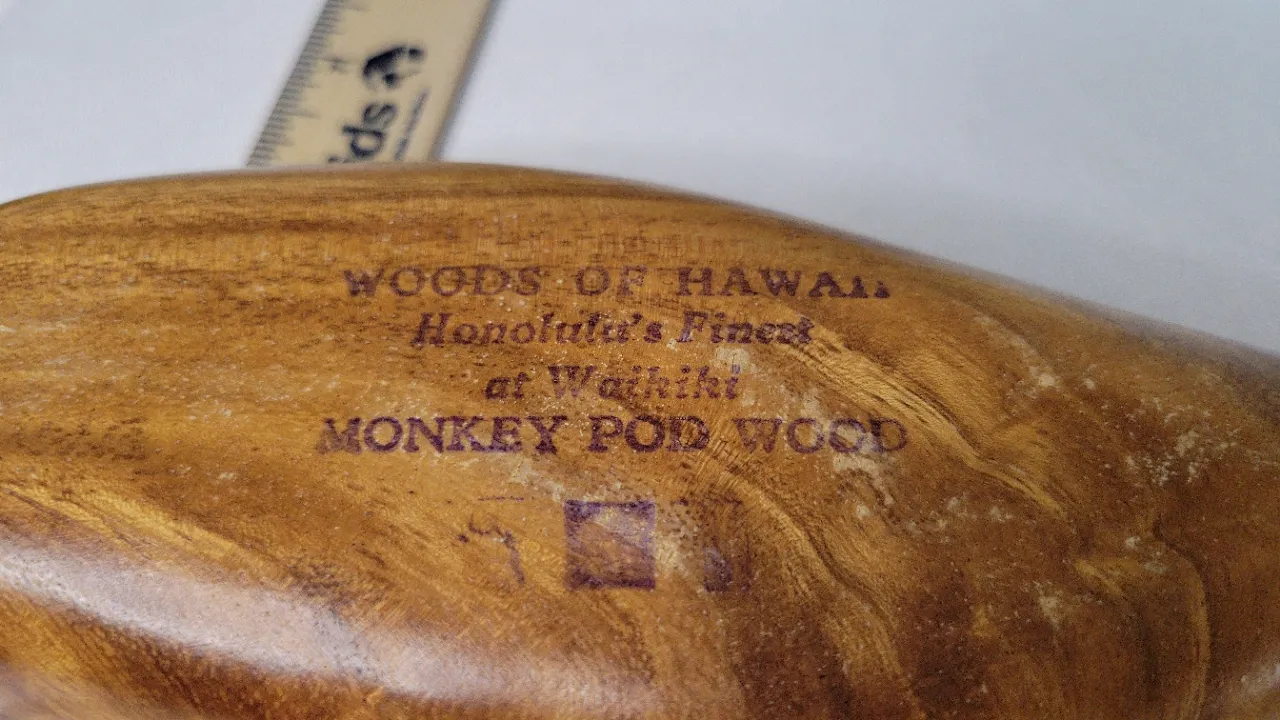 WOODS OF HAWAII
Honolulu's Finest
at Waikiki
MONKEY POD WOOD